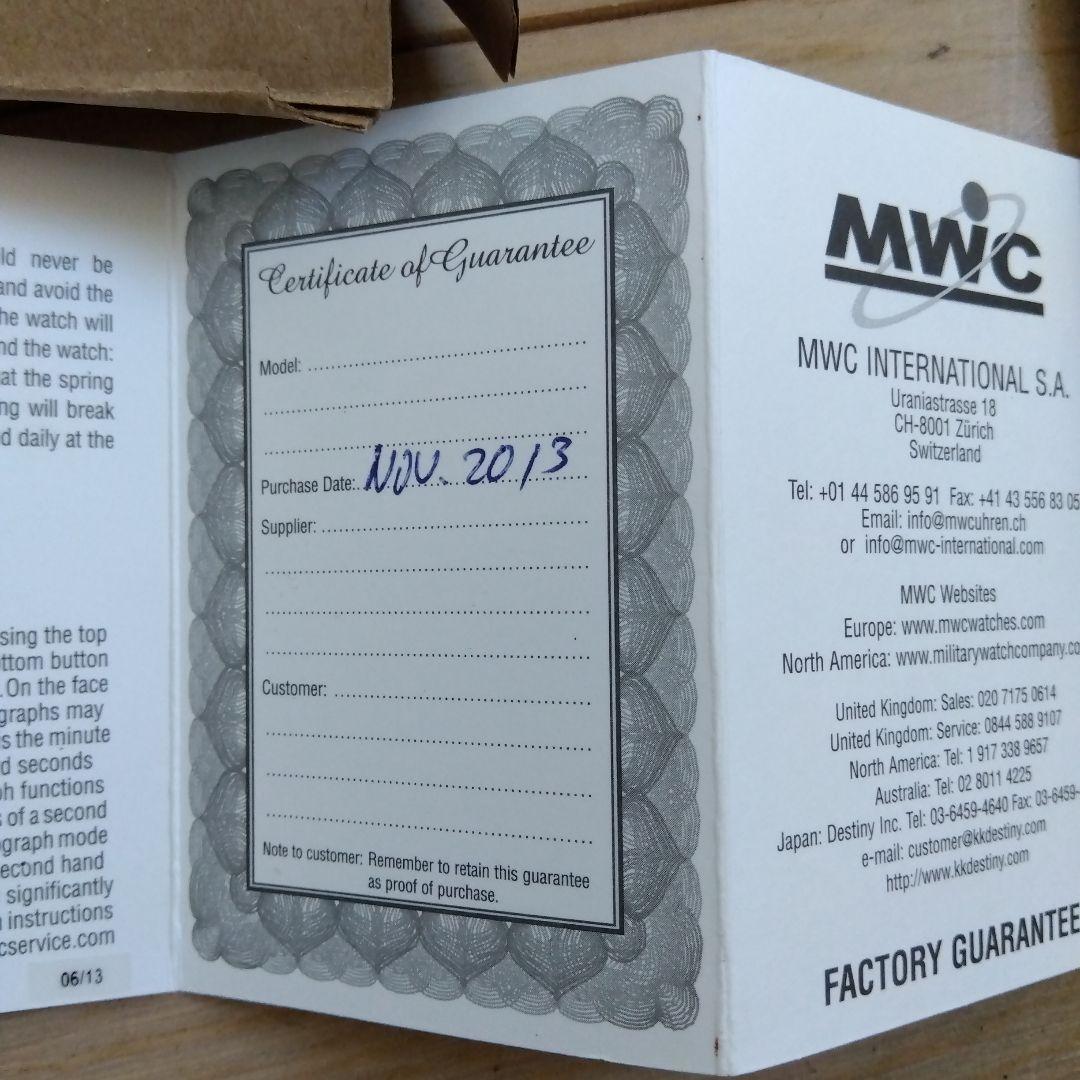 ld never be
and avoid the
he watch will
nd the watch:
at the spring
ng will break
d daily at the
sing the top
ttom button
. On the face
graphs may
s the minute
d seconds
ph functions
s of a second
ograph mode
econd hand
significantly
n instructions
cservice.com
06/13
Certificate of Guarantee
Model:
Purchase Date: NOV. 2013
Supplier:
Customer:
Note to customer: Remember to retain this guarantee
as proof of purchase.
MWC
MWC INTERNATIONAL S.A.
Uraniastrasse 18
CH-8001 Zürich
Switzerland
Tel: +01 44 586 95 91 Fax: +41 43 556 83 05
Email: info@mwcuhren.ch
or info@mwc-international.com
MWC Websites
Europe: www.mwcwatches.com
North America: www.militarywatchcompany.co
United Kingdom: Sales: 020 7175 0614
United Kingdom: Service: 0844 588 9107
North America: Tel: 1 917 338 9657
Australia: Tel: 02 8011 4225
Japan: Destiny Inc. Tel: 03-6459-4640 Fax: 03-6459-
e-mail: customer@kkdestiny.com
http://www.kkdestiny.com
FACTORY GUARANTEE